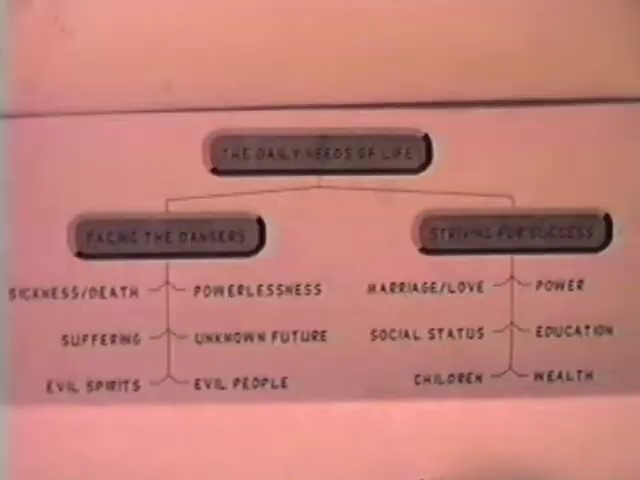 THE DAILY NEEDS OF LIFE
FACING THE DANGERS
STRIVING FOR SUCCESS
SICKNESS/DEATH
POWERLESSNESS
SUFFERING
UNKNOWN FUTURE
EVIL SPIRITS
EVIL PEOPLE
MARRIAGE/LOVE
POWER
SOCIAL STATUS
EDUCATION
CHILDREN
WEALTH